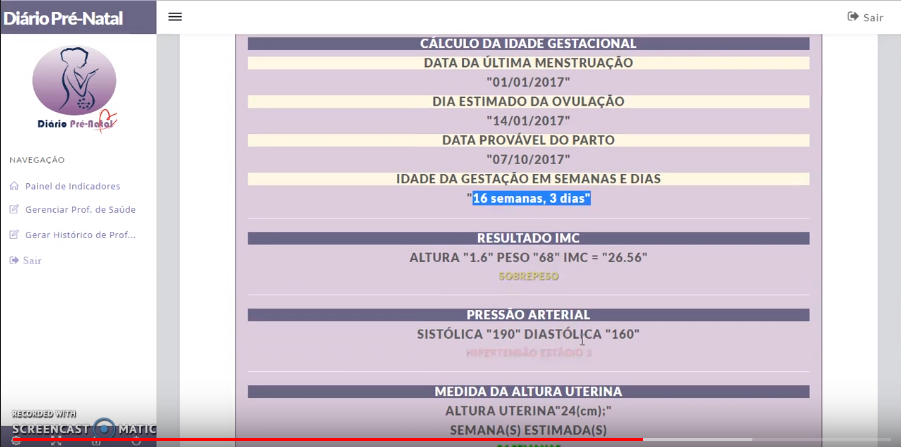 Diário Pré-Natal
Sair
Diário Pré-Natal
NAVEGAÇÃO
Painel de Indicadores
Gerenciar Prof. de Saúde
Gerar Histórico de Prof...
Sair
CÁLCULO DA IDADE GESTACIONAL
DATA DA ÚLTIMA MENSTRUAÇÃO
"01/01/2017"
DIA ESTIMADO DA OVULAÇÃO
"14/01/2017"
DATA PROVÁVEL DO PARTO
"07/10/2017"
IDADE DA GESTAÇÃO EM SEMANAS E DIAS
"16 semanas, 3 dias"
RESULTADO IMC
ALTURA "1.6" PESO "68" IMC = "26.56"
SOBREPESO
PRESSÃO ARTERIAL
SISTÓLICA "190" DIASTÓLICA "160"
HIPERTENSÃO ESTÁGIO 3
MEDIDA DA ALTURA UTERINA
ALTURA UTERINA"24(cm);"
SEMANA(S) ESTIMADA(S)
RECORDED WITH
SCREENCAST MATIC